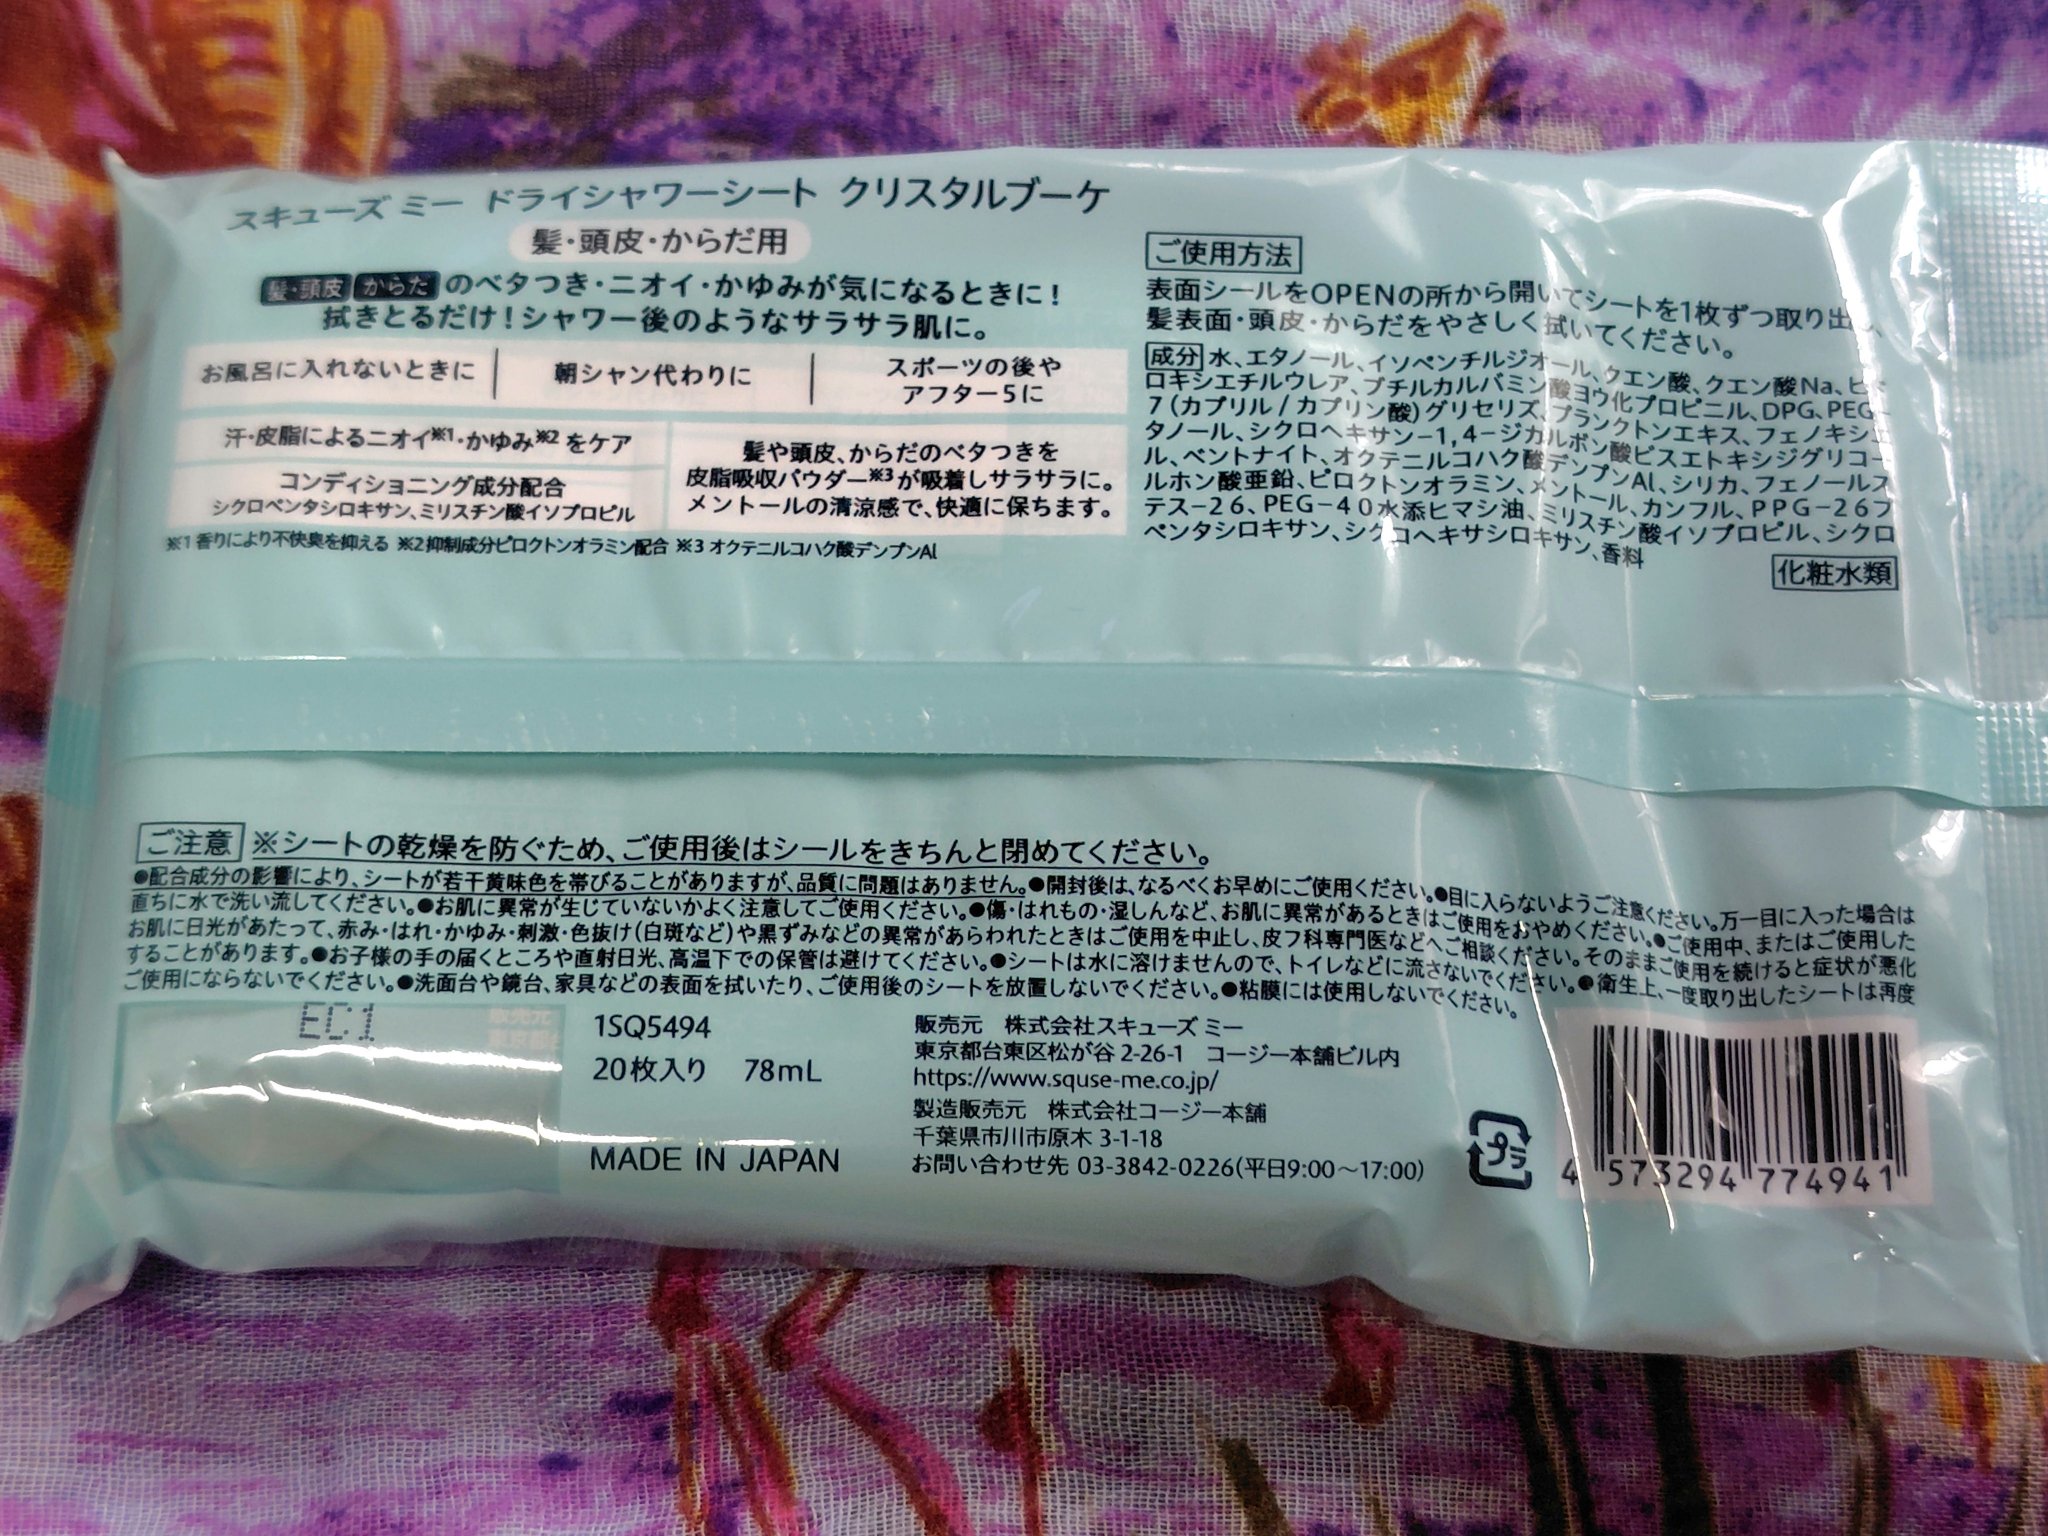 スキューズ ミー ドライシャワーシート クリスタルブーケ
髪・頭皮・からだ用
髪・頭皮 からだ のベタつき・ニオイ・かゆみが気になるときに!
拭きとるだけ!シャワー後のようなサラサラ肌に。
お風呂に入れないときに
朝シャン代わりに
スポーツの後や
アフター5に
汗・皮脂によるニオイ※1・かゆみ※2をケア
コンディショニング成分配合
シクロペンタシロキサン、ミリスチン酸イソプロピル
髪や頭皮、からだのベタつきを
皮脂吸収パウダー※3が吸着しサラサラに。
メントールの清涼感で、快適に保ちます。
※1 香りにより不快臭を抑える ※2 抑制成分ピロクトンオラミン配合 ※3 オクテニルコハク酸デンプンAl
ご使用方法
表面シールをOPENの所から開いてシートを1枚ずつ取り出し、
髪表面・頭皮・からだをやさしく拭いてください。
成分 水、エタノール、イソペンチルジオール、クエン酸、クエン酸Na、ヒド
ロキシエチルウレア、ブチルカルバミン酸ヨウ化プロピニル、DPG、PEG-
7(カプリル/カプリン酸)グリセリズ、プランクトンエキス、フェノキシエ
タノール、シクロヘキサン-1,4-ジカルボン酸ビスエトキシジグリコー
ル、ベントナイト、オクテニルコハク酸デンプンAl、シリカ、フェノールス
ルホン酸亜鉛、ピロクトンオラミン、メントール、カンフル、PPG-26ブ
テス-26、PEG-40水添ヒマシ油、ミリスチン酸イソプロピル、シクロ
ペンタシロキサン、シクロヘキサシロキサン、香料
化粧水類
ご注意 ※シートの乾燥を防ぐため、ご使用後はシールをきちんと閉めてください。
●配合成分の影響により、シートが若干黄味色を帯びることがありますが、品質に問題はありません。●開封後は、なるべくお早めにご使用ください。●目に入らないようご注意ください。万一目に入った場合は
直ちに水で洗い流してください。●お肌に異常が生じていないかよく注意してご使用ください。●傷・はれもの・湿しんなど、お肌に異常があるときはご使用をおやめください。●ご使用中、またはご使用した
お肌に日光があたって、赤み・はれ・かゆみ・刺激・色抜け(白斑など)や黒ずみなどの異常があらわれたときはご使用を中止し、皮フ科専門医などへご相談ください。そのままご使用を続けると症状が悪化
することがあります。●お子様の手の届くところや直射日光、高温下での保管は避けてください。●シートは水に溶けませんので、トイレなどに流さないでください。●衛生上、一度取り出したシートは再度
ご使用にならないでください。●洗面台や鏡台、家具などの表面を拭いたり、ご使用後のシートを放置しないでください。●粘膜には使用しないでください。
EC1
1SQ5494
20枚入り 78mL
MADE IN JAPAN
販売元 株式会社スキューズ ミー
東京都台東区松が谷 2-26-1 コージー本舗ビル内
https://www.squse-me.co.jp/
製造販売元 株式会社コージー本舗
千葉県市川市原木 3-1-18
お問い合わせ先 03-3842-0226(平日9:00~17:00)
プラ
4 573294 774941